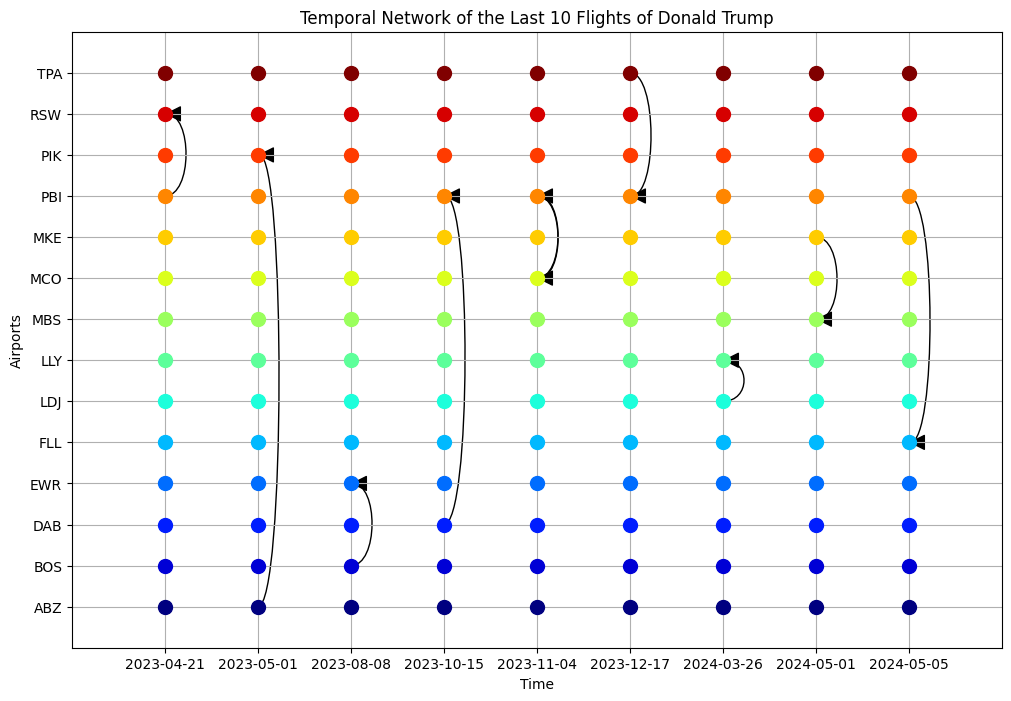 Temporal Network of the Last 10 Flights of Donald Trump
Airports
TPA
RSW
PIK
PBI
MKE
MCO
MBS
LLY
LDJ
FLL
EWR
DAB
BOS
ABZ
2023-04-21 2023-05-01 2023-08-08 2023-10-15 2023-11-04 2023-12-17 2024-03-26 2024-05-01 2024-05-05
Time